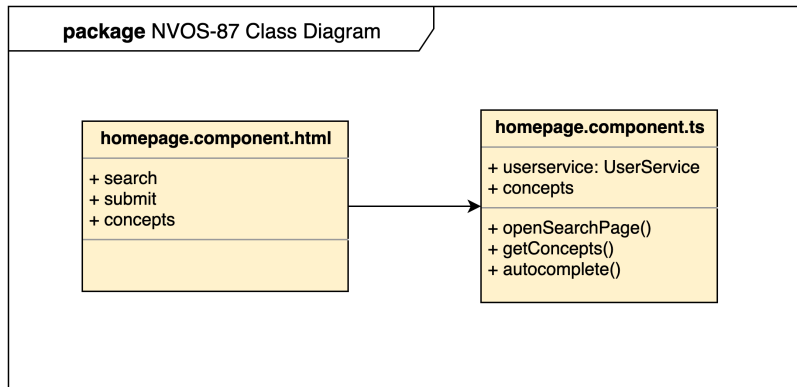 package NVOS-87 Class Diagram
homepage.component.html
+ search
+ submit
+ concepts
homepage.component.ts
+ userservice: UserService
+ concepts
+ openSearchPage()
+ getConcepts()
+ autocomplete()